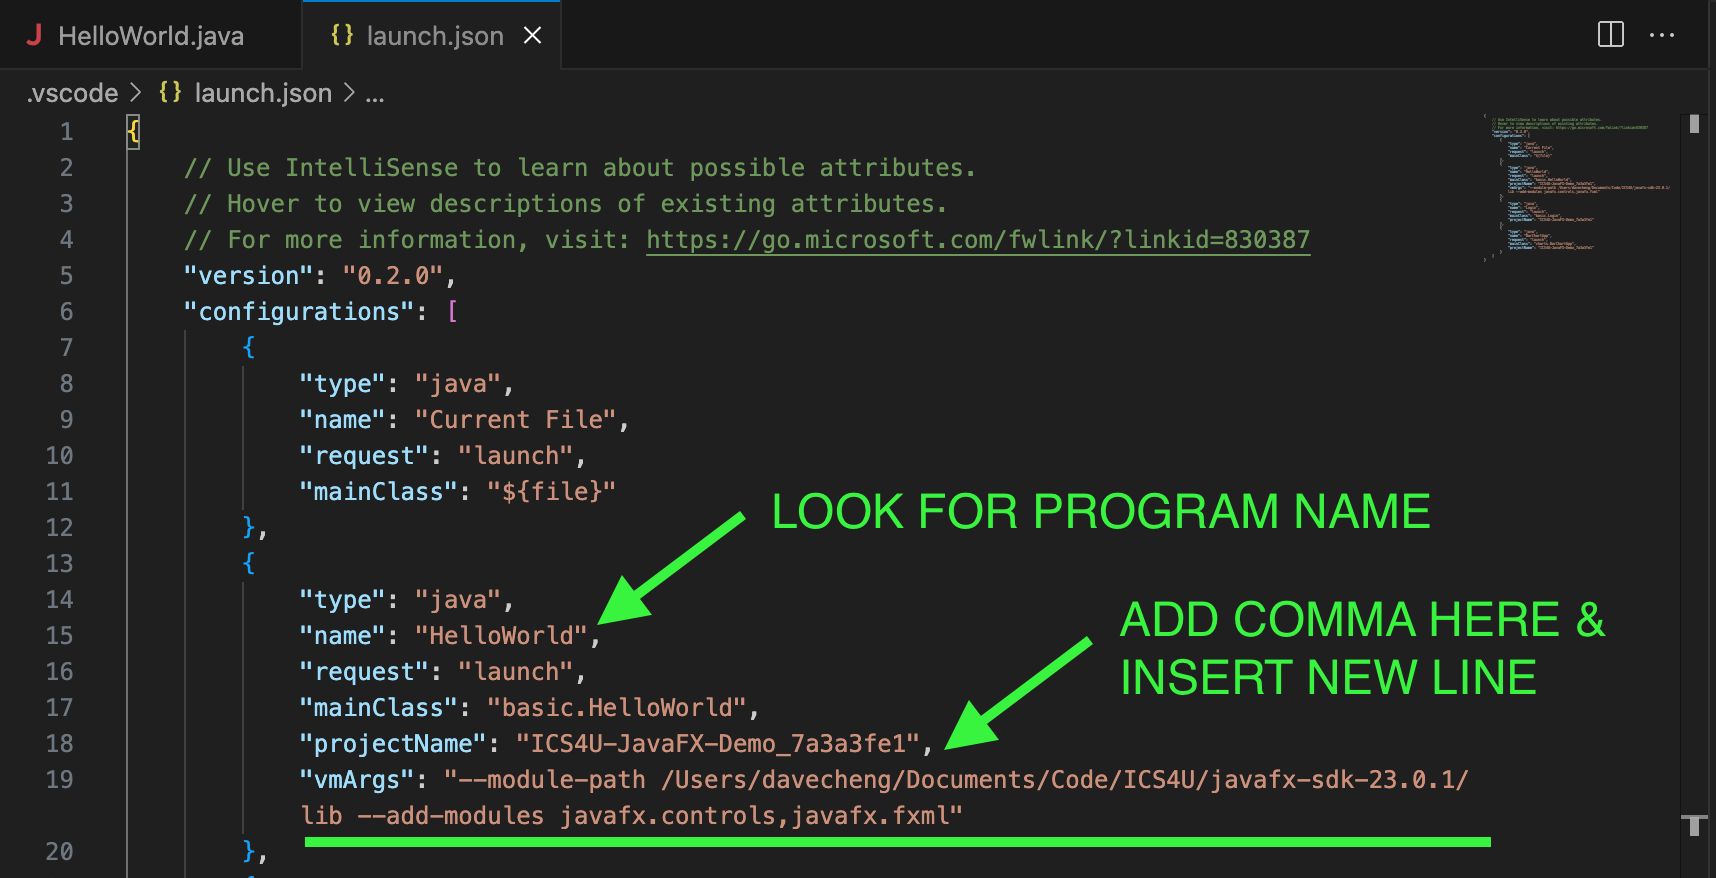 HelloWorld.java
{} launch.json
.vscode > {} launch.json > ...
1 {
2 // Use IntelliSense to learn about possible attributes.
3 // Hover to view descriptions of existing attributes.
4 // For more information, visit: https://go.microsoft.com/fwlink/?linkid=830387
5 "version": "0.2.0",
6 "configurations": [
7 {
8 "type": "java",
9 "name": "Current File",
10 "request": "launch",
11 "mainClass": "${file}"
LOOK FOR PROGRAM NAME
12 },
13 {
14 "type": "java",
15 "name": "HelloWorld",
ADD COMMA HERE &
INSERT NEW LINE
16 "request": "launch",
17 "mainClass": "basic.HelloWorld",
18 "projectName": "ICS4U-JavaFX-Demo_7a3a3fe1",
19 "vmArgs": "--module-path /Users/davecheng/Documents/Code/ICS4U/javafx-sdk-23.0.1/
lib --add-modules javafx.controls,javafx.fxml"
20 },